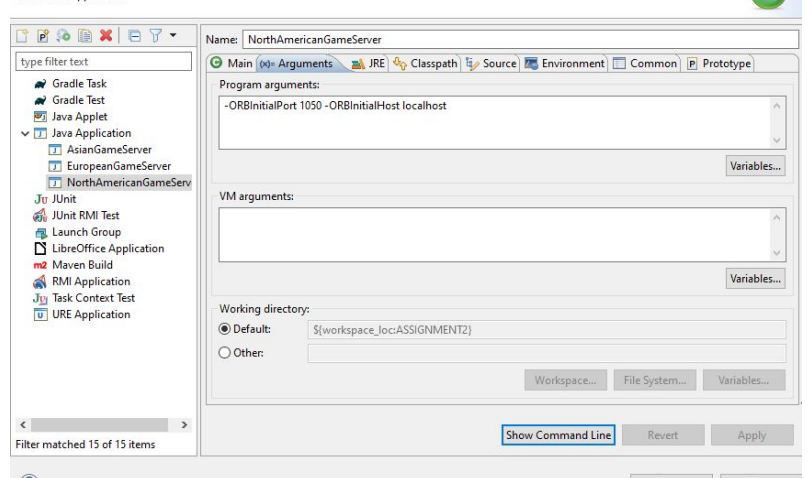 type filter text
Gradle Task
Gradle Test
Java Applet
Java Application
AsianGameServer
EuropeanGameServer
NorthAmericanGameServ
JUnit
JUnit RMI Test
Launch Group
LibreOffice Application
Maven Build
RMI Application
Task Context Test
URE Application
Filter matched 15 of 15 items
Name: NorthAmericanGameServer
Main (x)= Arguments JRE Classpath Source Environment Common Prototype
Program arguments:
-ORBInitialPort 1050 -ORBInitialHost localhost
Variables...
VM arguments:
Variables...
Working directory:
Default: ${workspace_loc:ASSIGNMENT2}
Other:
Workspace... File System... Variables...
Show Command Line Revert Apply